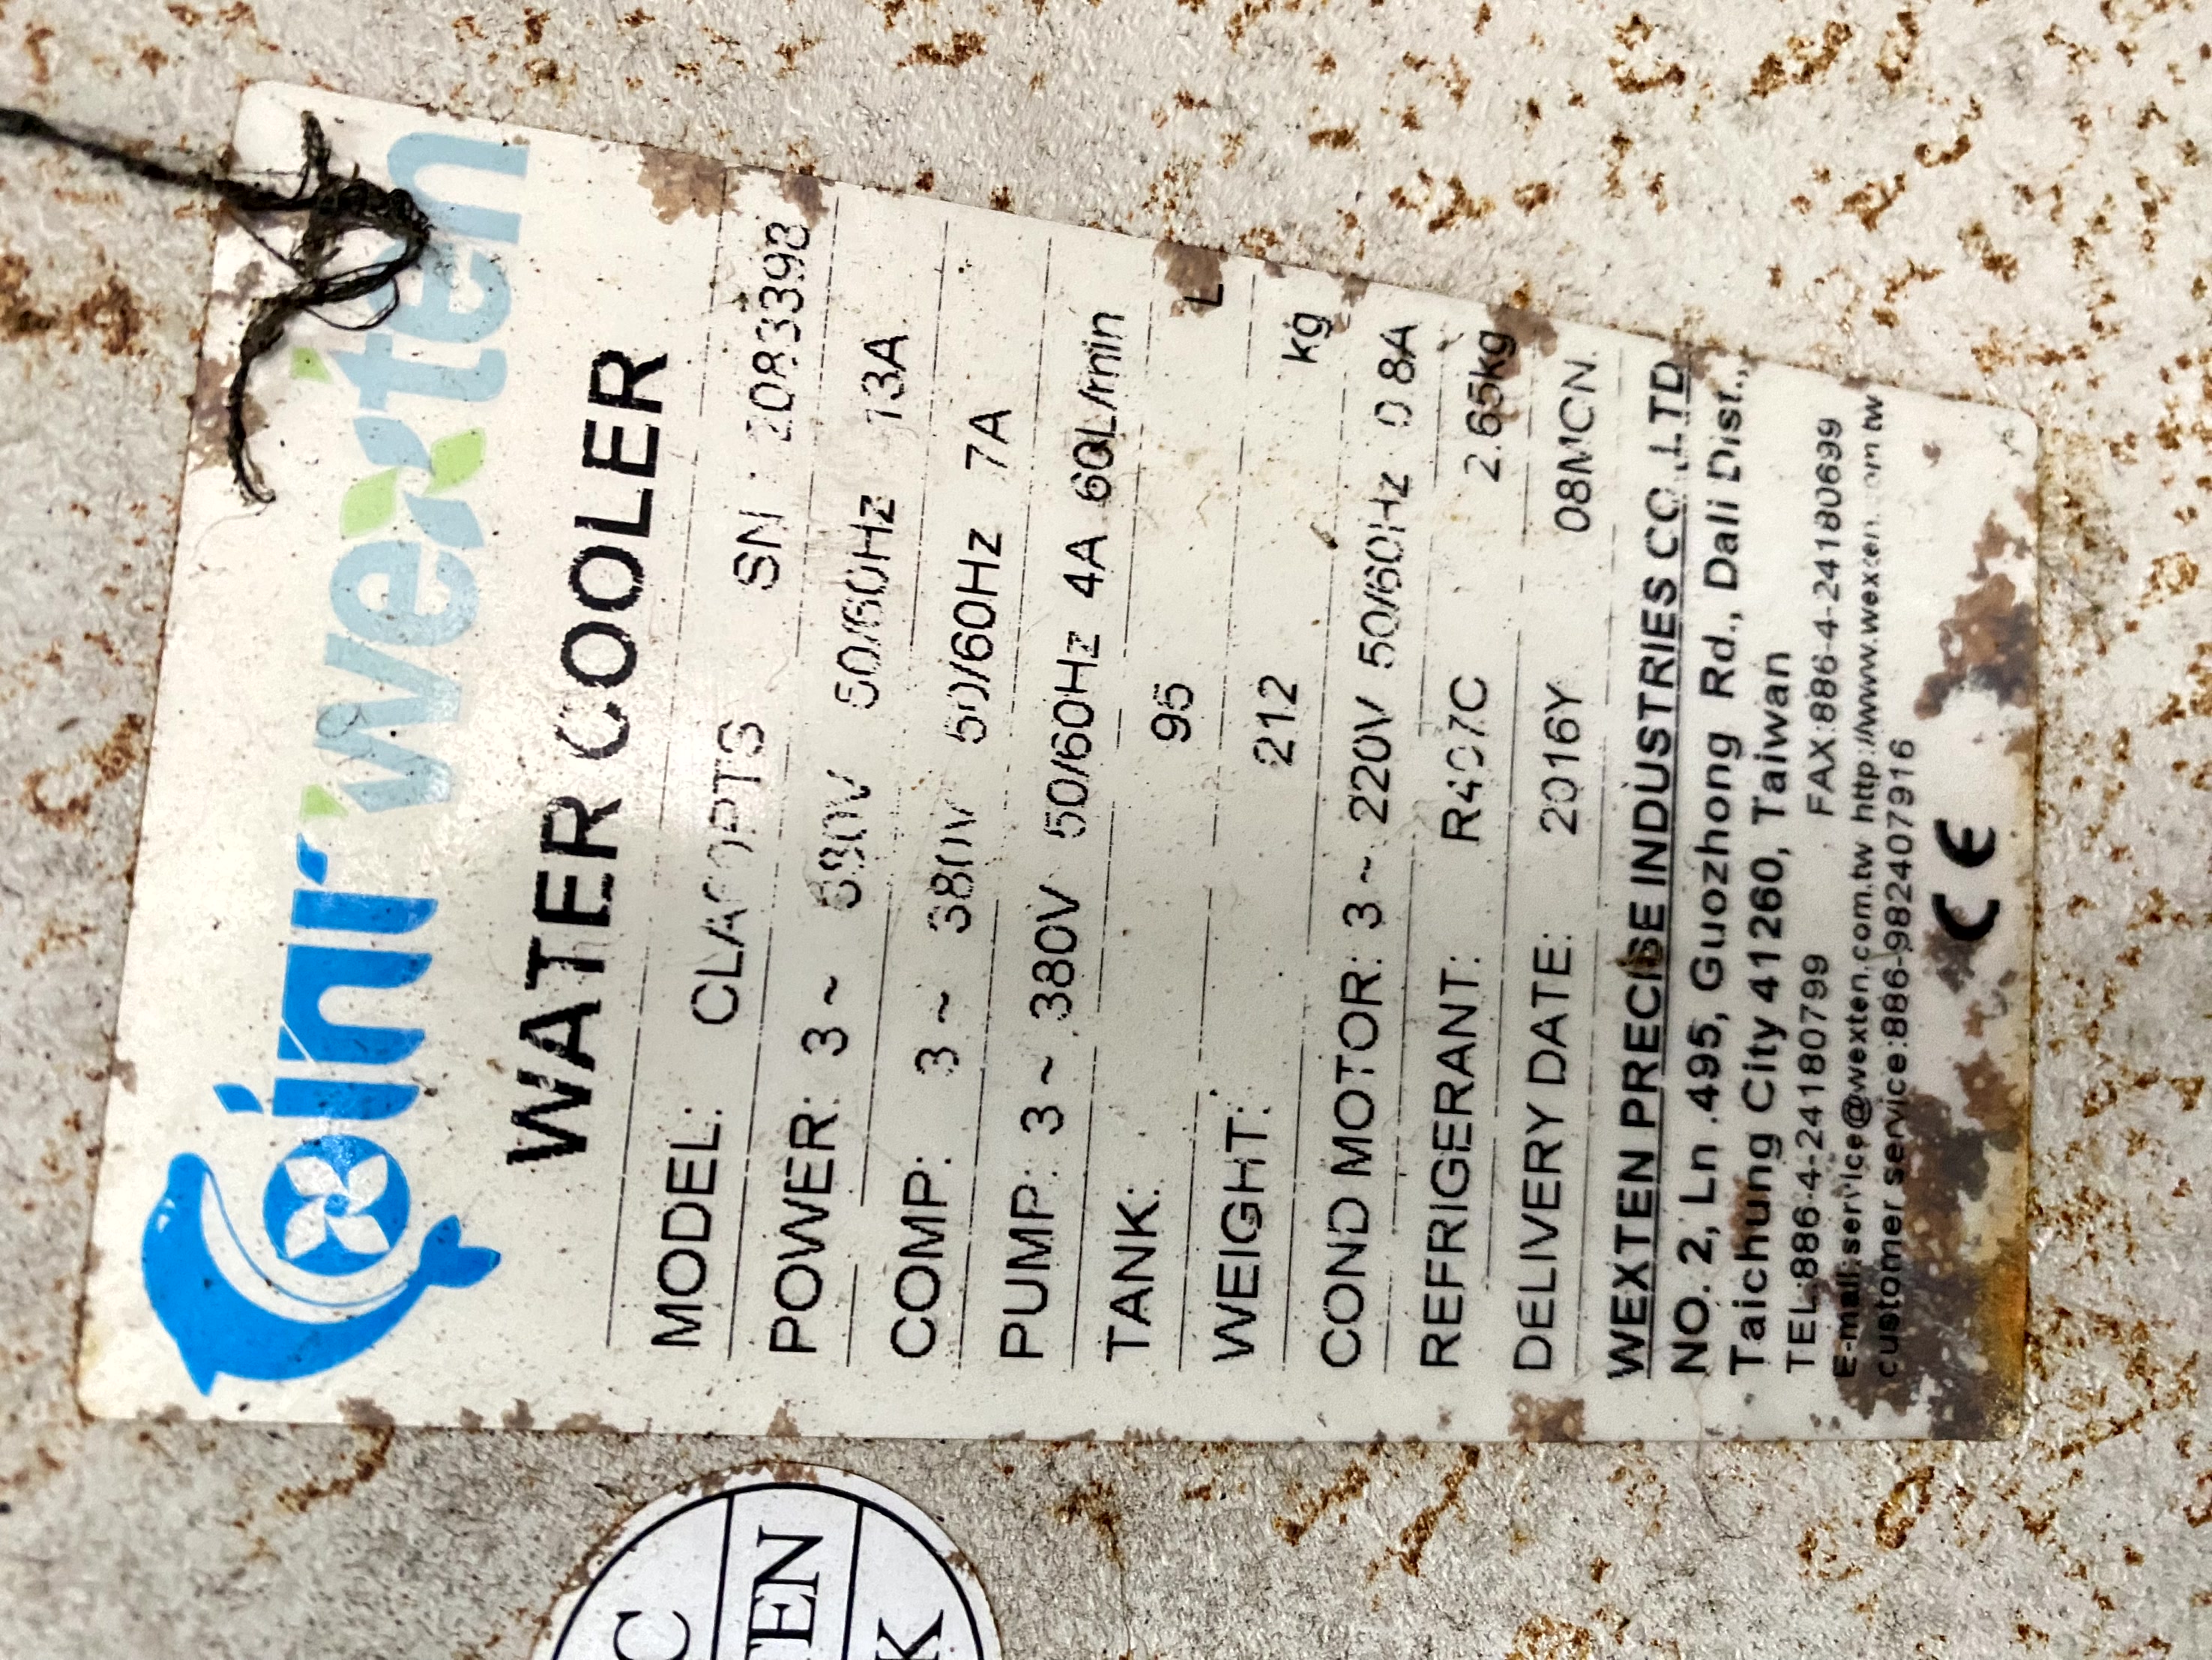 C
TEN
K
oinr wexten
WATER COOLER
MODEL: SN : 2083398
POWER: 3~ 50/60Hz 13A
COMP: 3~ 380V 50/60Hz 7A
PUMP: 3~ 380V 50/60Hz 4A 60L/min
TANK: 95 L
WEIGHT: 212 kg
COND MOTOR: 3~ 220V 50/60Hz 0.8A
REFRIGERANT: R407C 2.65kg
DELIVERY DATE: 2016Y 08MON.
WEXTEN PRECISE INDUSTRIES CO.,LTD
NO. 2, Ln .495, Guozhong Rd., Dali Dist.,
Taichung City 41260, Taiwan
TEL:886-4-24180799 FAX:886-4-24180699
E-mail:service@wexten.com.tw http://www.wexten.com.tw
customer service:886-982407916
CE